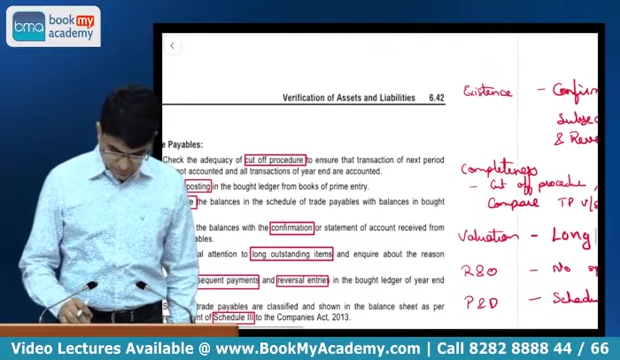 bma
book my
academy
Verification of Assets and Liabilities 6.42
e Payables:
Check the adequacy of cut off procedure to ensure that transaction of next period
not accounted and all transactions of year end are accounted.
posting in the bought ledger from books of prime entry.
the balances in the schedule of trade payables with balances in bought
the balances with the confirmation or statement of account received from
ables.
al attention to long outstanding items and enquire about the reason
sequent payments and reversal entries in the bought ledger of year end
trade payables are classified and shown in the balance sheet as per
ent of Schedule III to the Companies Act, 2013.
Existence - Confirm
Subse
& Rever
Completeness
- Cut off procedure,
Compare TP v/s
Valuation - Long
R&O - No
P&D - Schedu
Video Lectures Available @ www.BookMyAcademy.com/ Call 8282 8888 44 / 66